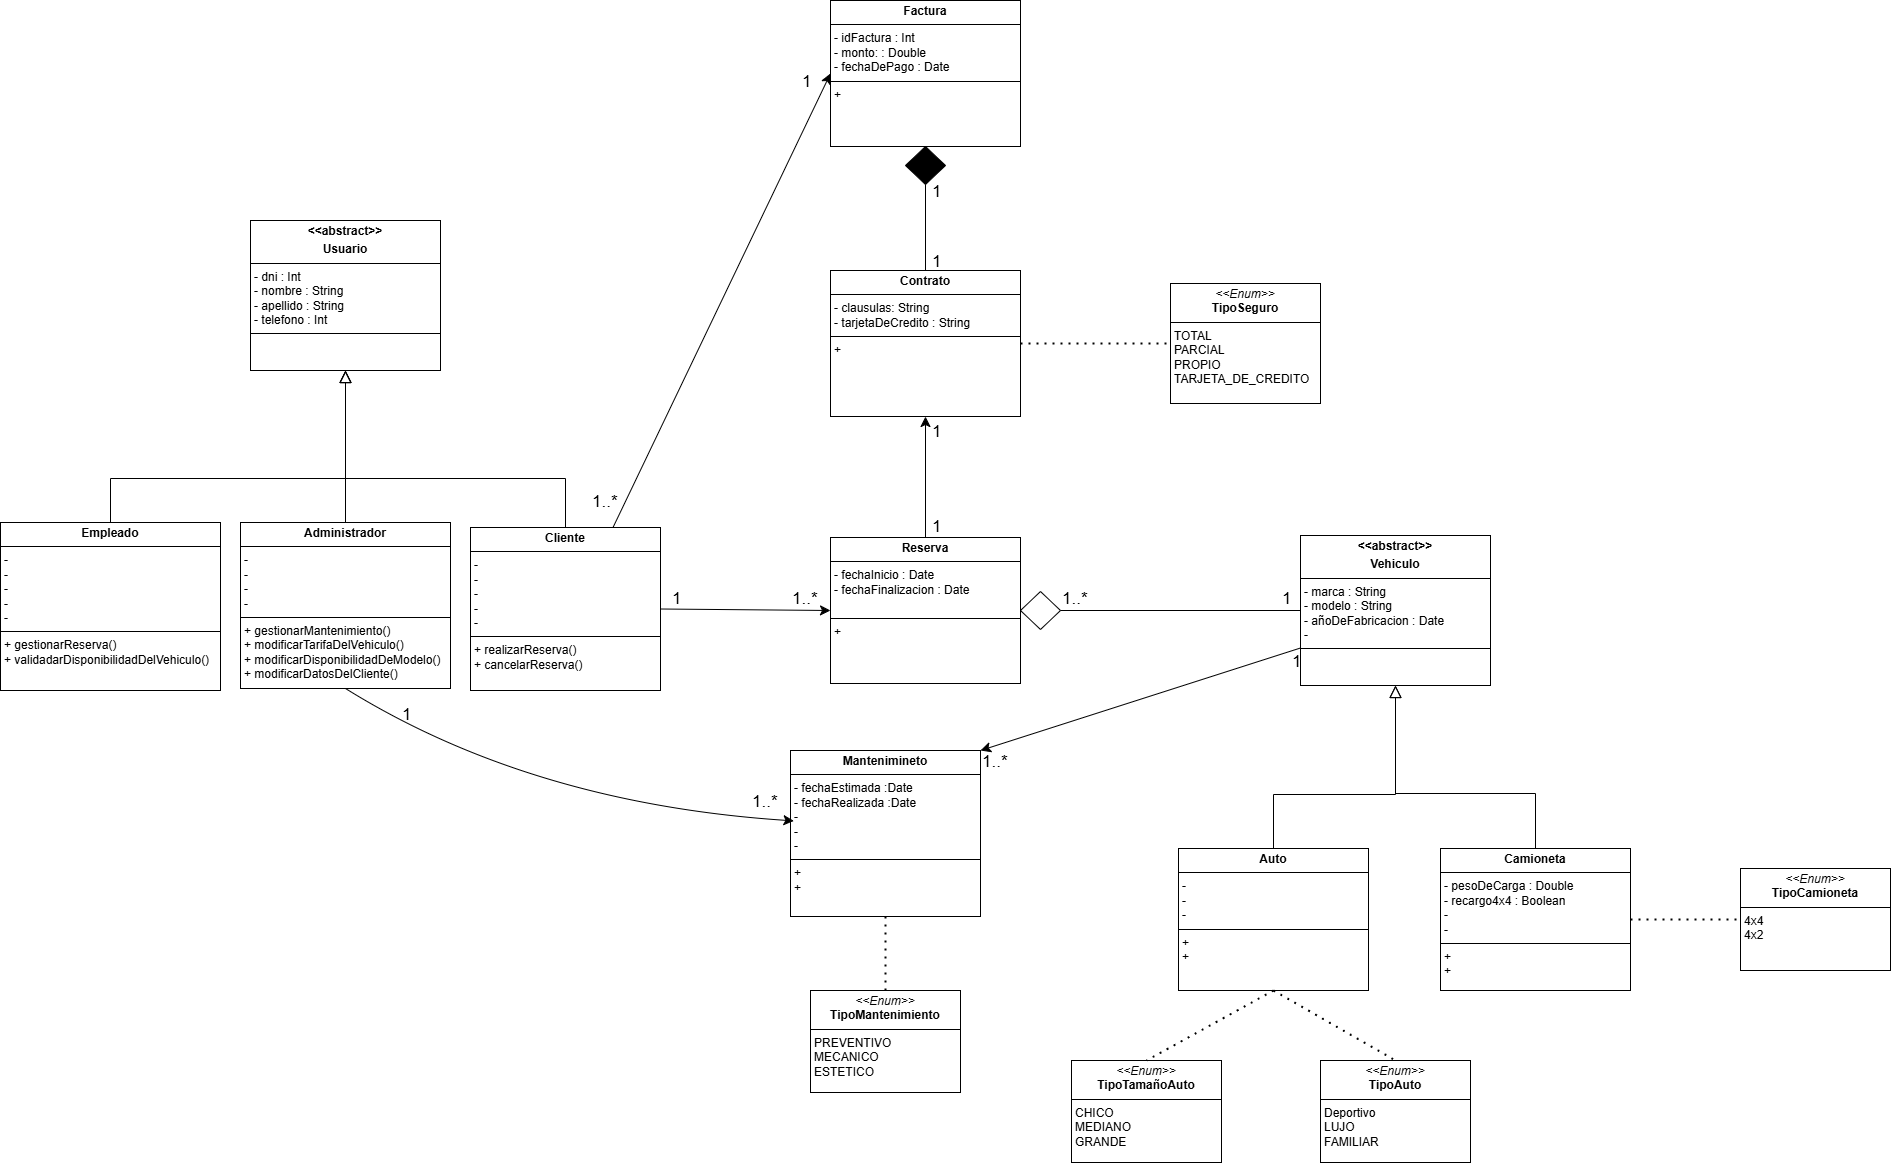 Factura
- idFactura : Int
- monto: : Double
- fechaDePago : Date
+
1
1
1
<<abstract>>
Usuario
- dni : Int
- nombre : String
- apellido : String
- telefono : Int
Contrato
- clausulas: String
- tarjetaDeCredito : String
+
<<Enum>>
TipoSeguro
TOTAL
PARCIAL
PROPIO
TARJETA_DE_CREDITO
1
1..*
1
Empleado
-
-
-
-
-
+ gestionarReserva()
+ validadarDisponibilidadDelVehiculo()
Administrador
-
-
-
-
+ gestionarMantenimiento()
+ modificarTarifaDelVehiculo()
+ modificarDisponibilidadDeModelo()
+ modificarDatosDelCliente()
Cliente
-
-
-
-
-
+ realizarReserva()
+ cancelarReserva()
1
1..*
Reserva
- fechaInicio : Date
- fechaFinalizacion : Date
+
1..*
1
<<abstract>>
Vehiculo
- marca : String
- modelo : String
- añoDeFabricacion : Date
-
1
1
1..*
1..*
Mantenimineto
- fechaEstimada :Date
- fechaRealizada :Date
-
-
-
+
+
Auto
-
-
-
+
+
Camioneta
- pesoDeCarga : Double
- recargo4x4 : Boolean
-
-
+
+
<<Enum>>
TipoCamioneta
4x4
4x2
<<Enum>>
TipoMantenimiento
PREVENTIVO
MECANICO
ESTETICO
<<Enum>>
TipoTamañoAuto
CHICO
MEDIANO
GRANDE
<<Enum>>
TipoAuto
Deportivo
LUJO
FAMILIAR